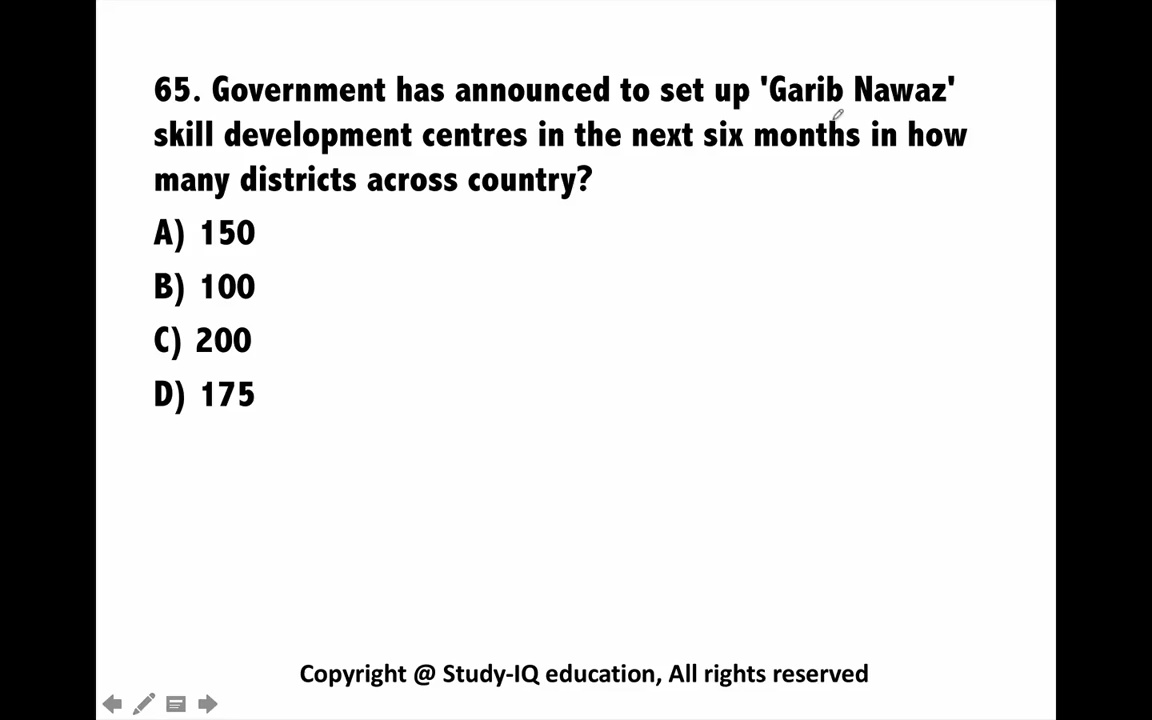 65. Government has announced to set up 'Garib Nawaz'
skill development centres in the next six months in how
many districts across country?
A) 150
B) 100
C) 200
D) 175
Copyright @ Study-IQ education, All rights reserved